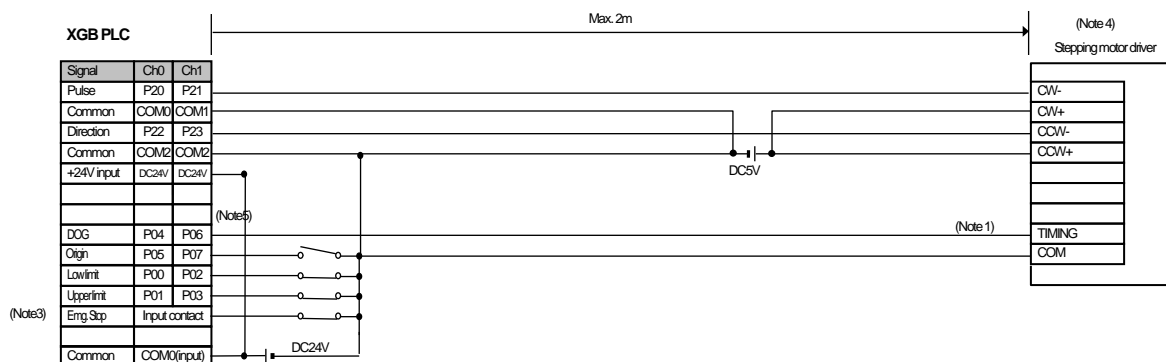 Max. 2m
(Note 4)
XGB PLC
Stepping motor driver
Signal Ch0 Ch1
Pulse P20 P21 CW-
Common COM0 COM1 CW+
Direction P22 P23 CCW-
Common COM2 COM2 CCW+
+24V input DC24V DC24V
DC5V
(Note5)
DOG P04 P06 (Note 1) TIMING
Origin P05 P07 COM
Low limit P00 P02
Upper limit P01 P03
(Note3) Emg. Stop Input contact
DC24V
Common COM0(input)